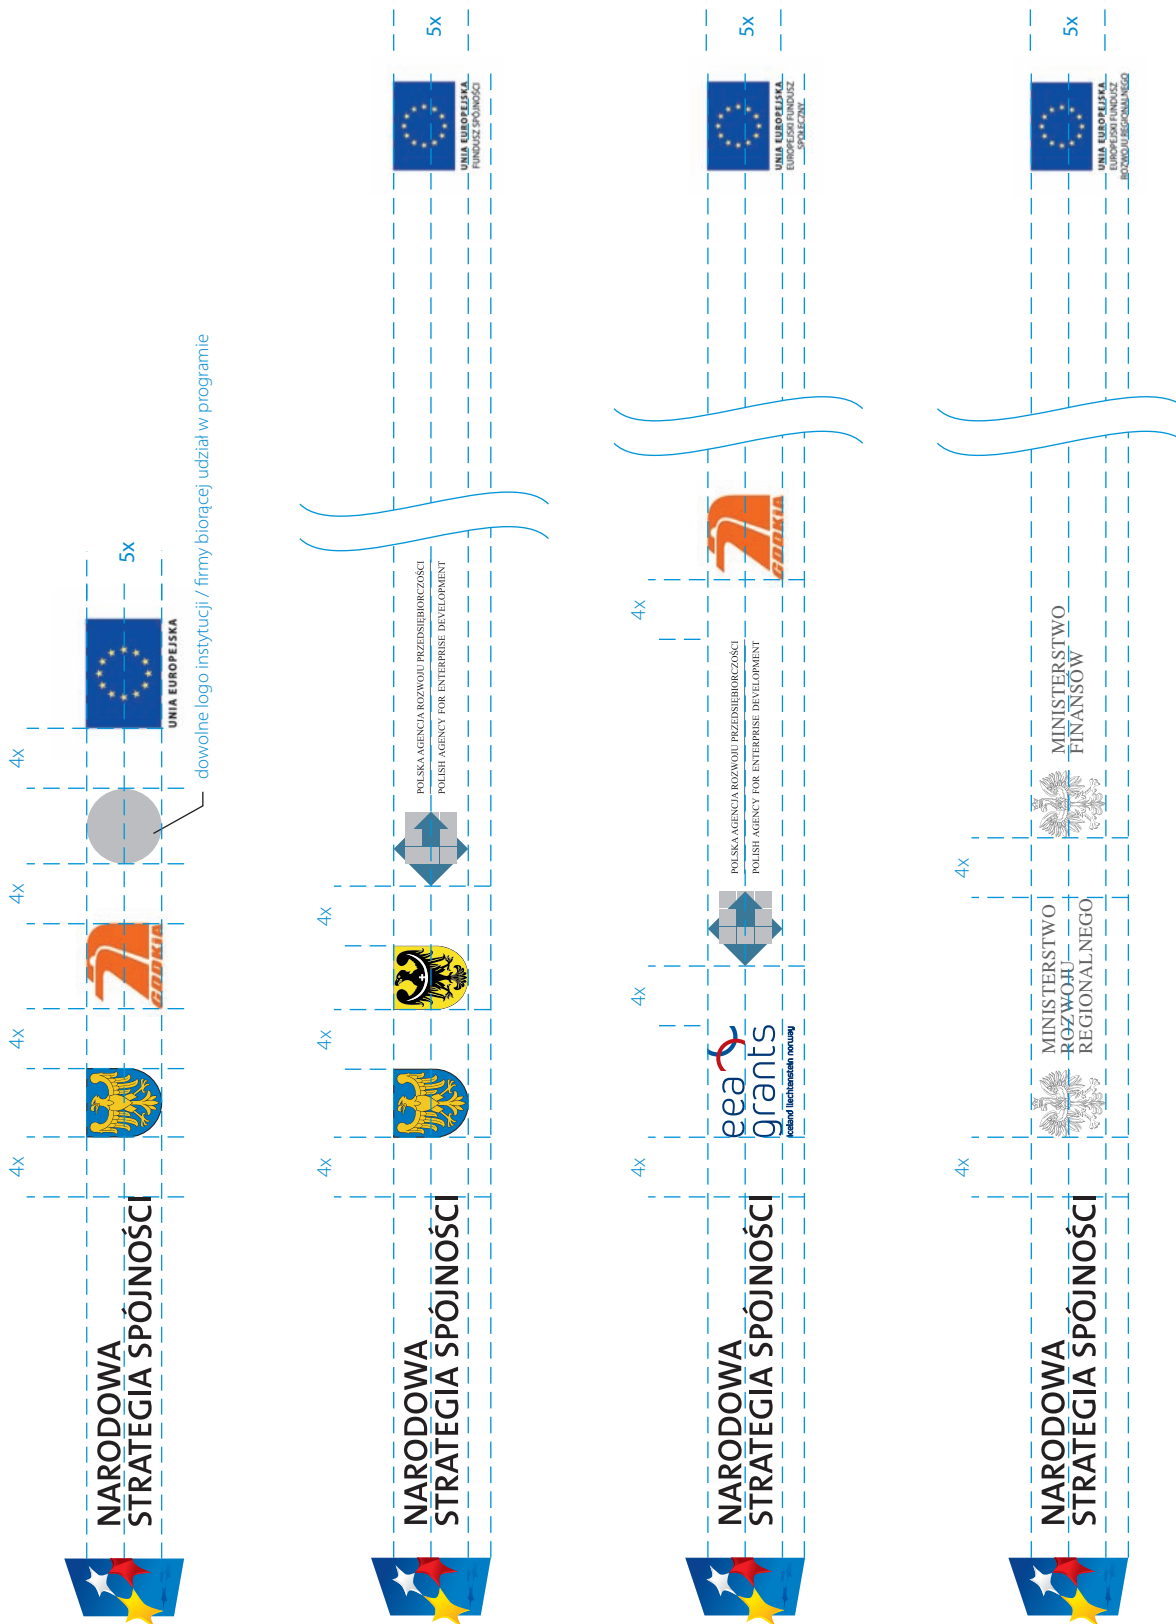 NARODOWA
STRATEGIA SPÓJNOŚCI
4x
4x
GDDKIA
4x
4x
UNIA EUROPEJSKA
5x
dowolne logo instytucji / firmy biorącej udział w programie
NARODOWA
STRATEGIA SPÓJNOŚCI
4x
4x
4x
POLSKA AGENCJA ROZWOJU PRZEDSIĘBIORCZOŚCI
POLISH AGENCY FOR ENTERPRISE DEVELOPMENT
UNIA EUROPEJSKA
FUNDUSZ SPÓJNOŚCI
5x
NARODOWA
STRATEGIA SPÓJNOŚCI
4x
eea
grants
iceland liechtenstein norway
4x
POLSKA AGENCJA ROZWOJU PRZEDSIĘBIORCZOŚCI
POLISH AGENCY FOR ENTERPRISE DEVELOPMENT
4x
GDDKIA
UNIA EUROPEJSKA
EUROPEJSKI FUNDUSZ
SPOŁECZNY
5x
NARODOWA
STRATEGIA SPÓJNOŚCI
4x
MINISTERSTWO
ROZWOJU
REGIONALNEGO
4x
MINISTERSTWO
FINANSÓW
UNIA EUROPEJSKA
EUROPEJSKI FUNDUSZ
ROZWOJU REGIONALNEGO
5x